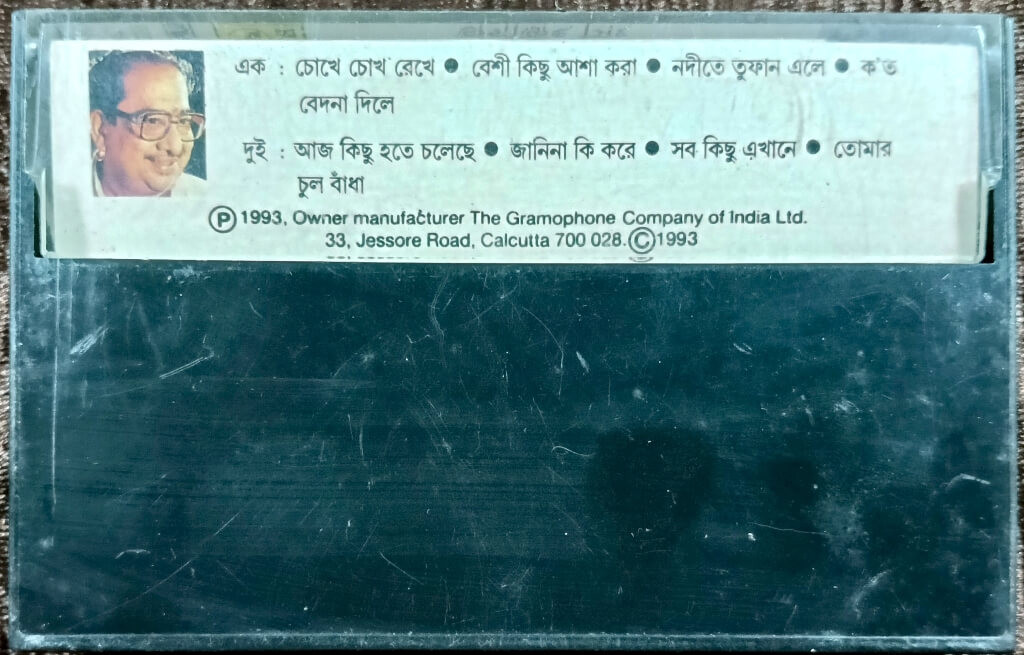 এক : চোখে চোখ রেখে ● বেশী কিছু আশা করা ● নদীতে তুফান এলে ● ক'ত
বেদনা দিলে
দুই : আজ কিছু হতে চলেছে ● জানিনা কি করে ● সব কিছু এখানে ● তোমার
চুল বাঁধা
Ⓟ 1993, Owner manufacturer The Gramophone Company of India Ltd.
33, Jessore Road, Calcutta 700 028. © 1993